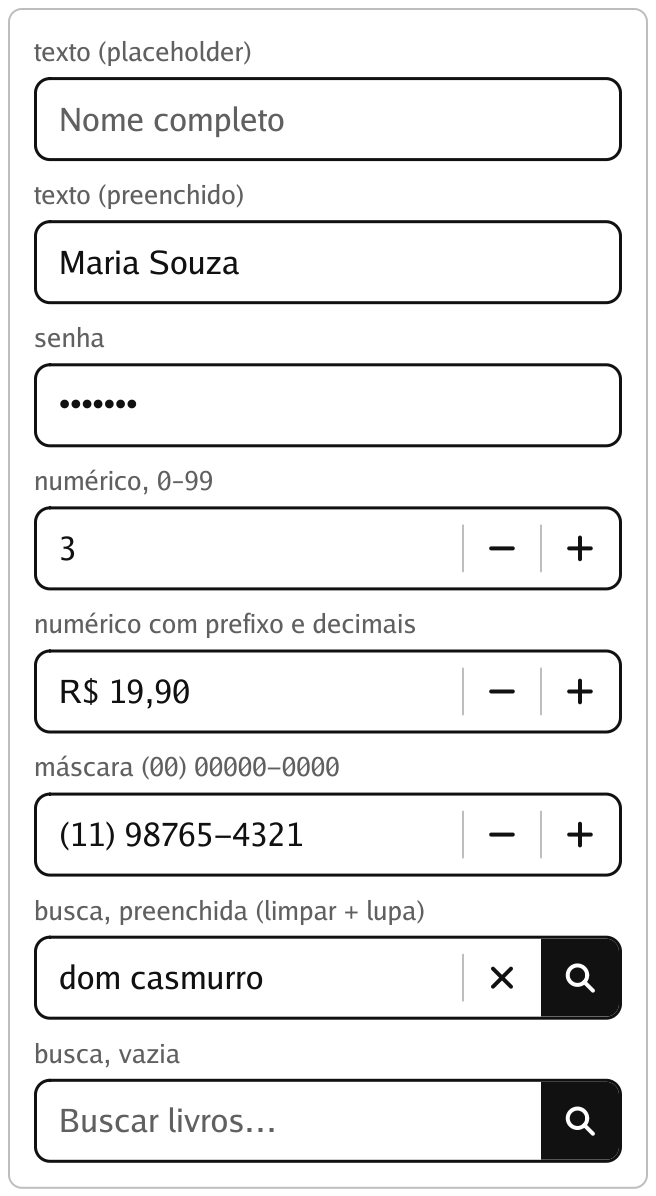 texto (placeholder)
Nome completo
texto (preenchido)
Maria Souza
senha
•••••••
numérico, 0–99
3
numérico com prefixo e decimais
R$ 19,90
máscara (00) 00000–0000
(11) 98765–4321
busca, preenchida (limpar + lupa)
dom casmurro
busca, vazia
Buscar livros…